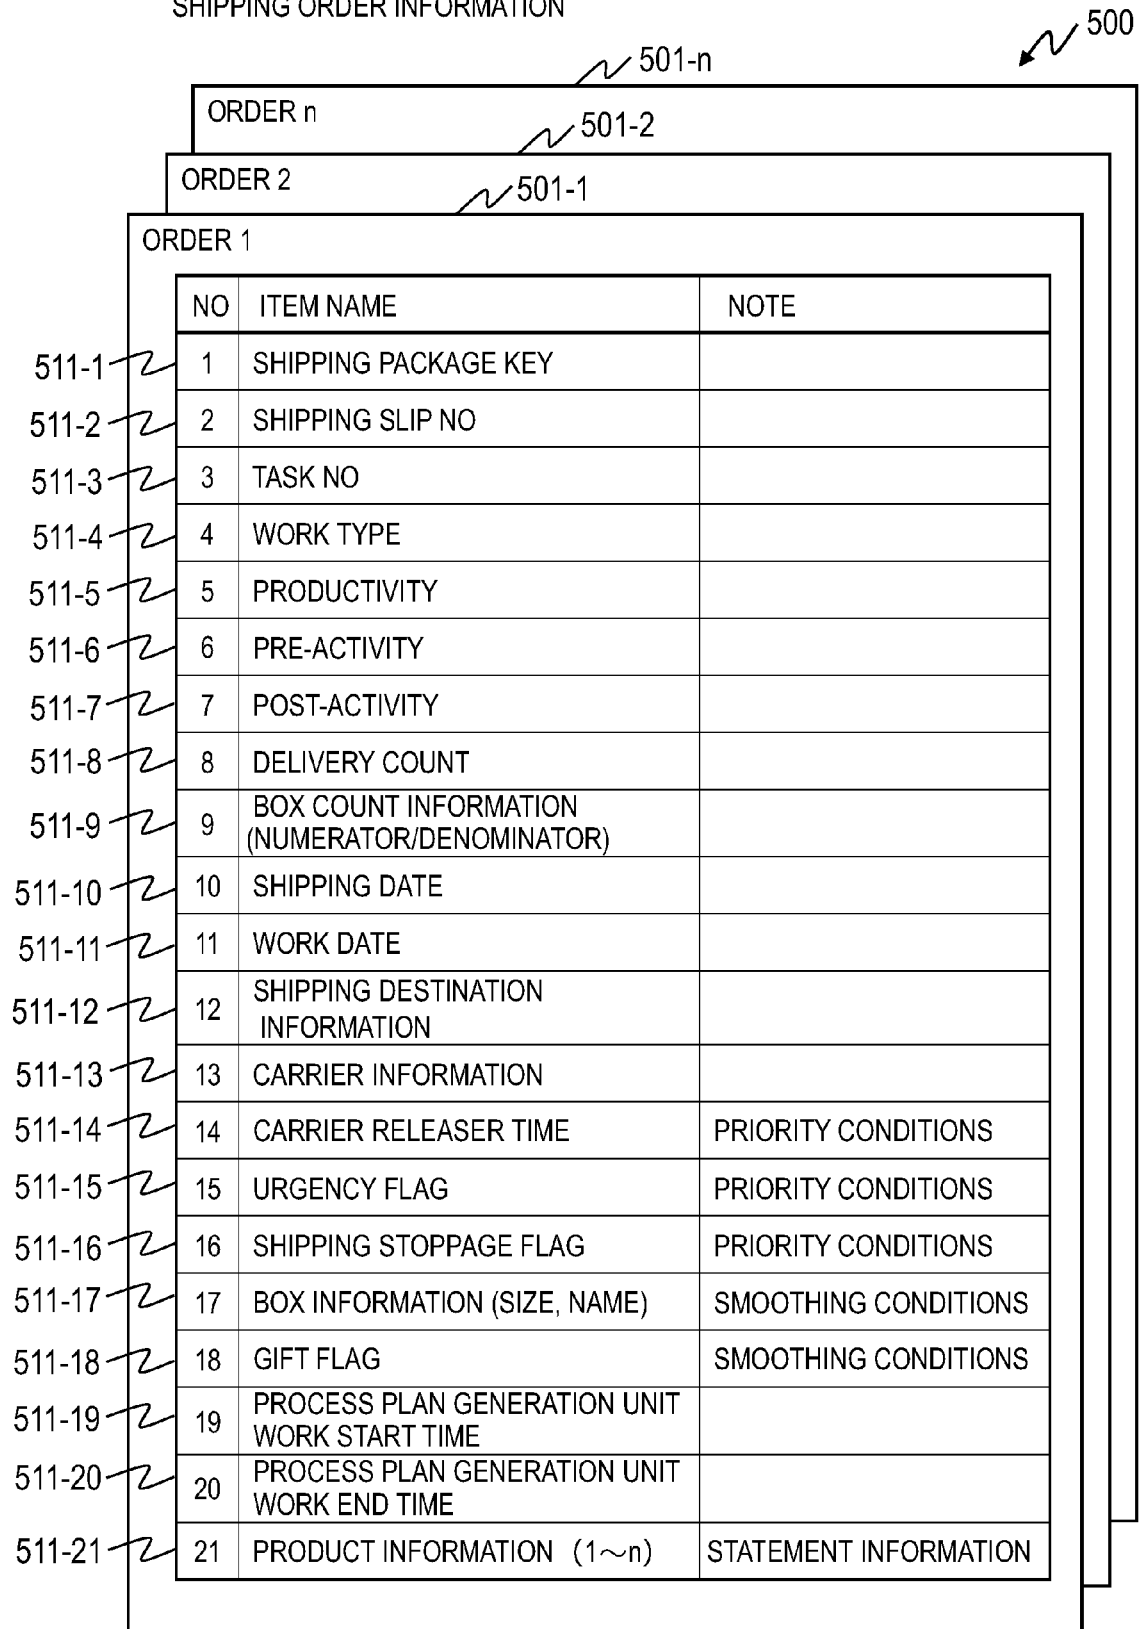 SHIPPING ORDER INFORMATION
500
501-n
ORDER n
501-2
ORDER 2
501-1
ORDER 1
NO ITEM NAME NOTE
511-1 1 SHIPPING PACKAGE KEY
511-2 2 SHIPPING SLIP NO
511-3 3 TASK NO
511-4 4 WORK TYPE
511-5 5 PRODUCTIVITY
511-6 6 PRE-ACTIVITY
511-7 7 POST-ACTIVITY
511-8 8 DELIVERY COUNT
511-9 9 BOX COUNT INFORMATION
(NUMERATOR/DENOMINATOR)
511-10 10 SHIPPING DATE
511-11 11 WORK DATE
511-12 12 SHIPPING DESTINATION
INFORMATION
511-13 13 CARRIER INFORMATION
511-14 14 CARRIER RELEASER TIME PRIORITY CONDITIONS
511-15 15 URGENCY FLAG PRIORITY CONDITIONS
511-16 16 SHIPPING STOPPAGE FLAG PRIORITY CONDITIONS
511-17 17 BOX INFORMATION (SIZE, NAME) SMOOTHING CONDITIONS
511-18 18 GIFT FLAG SMOOTHING CONDITIONS
511-19 19 PROCESS PLAN GENERATION UNIT
WORK START TIME
511-20 20 PROCESS PLAN GENERATION UNIT
WORK END TIME
511-21 21 PRODUCT INFORMATION (1～n) STATEMENT INFORMATION